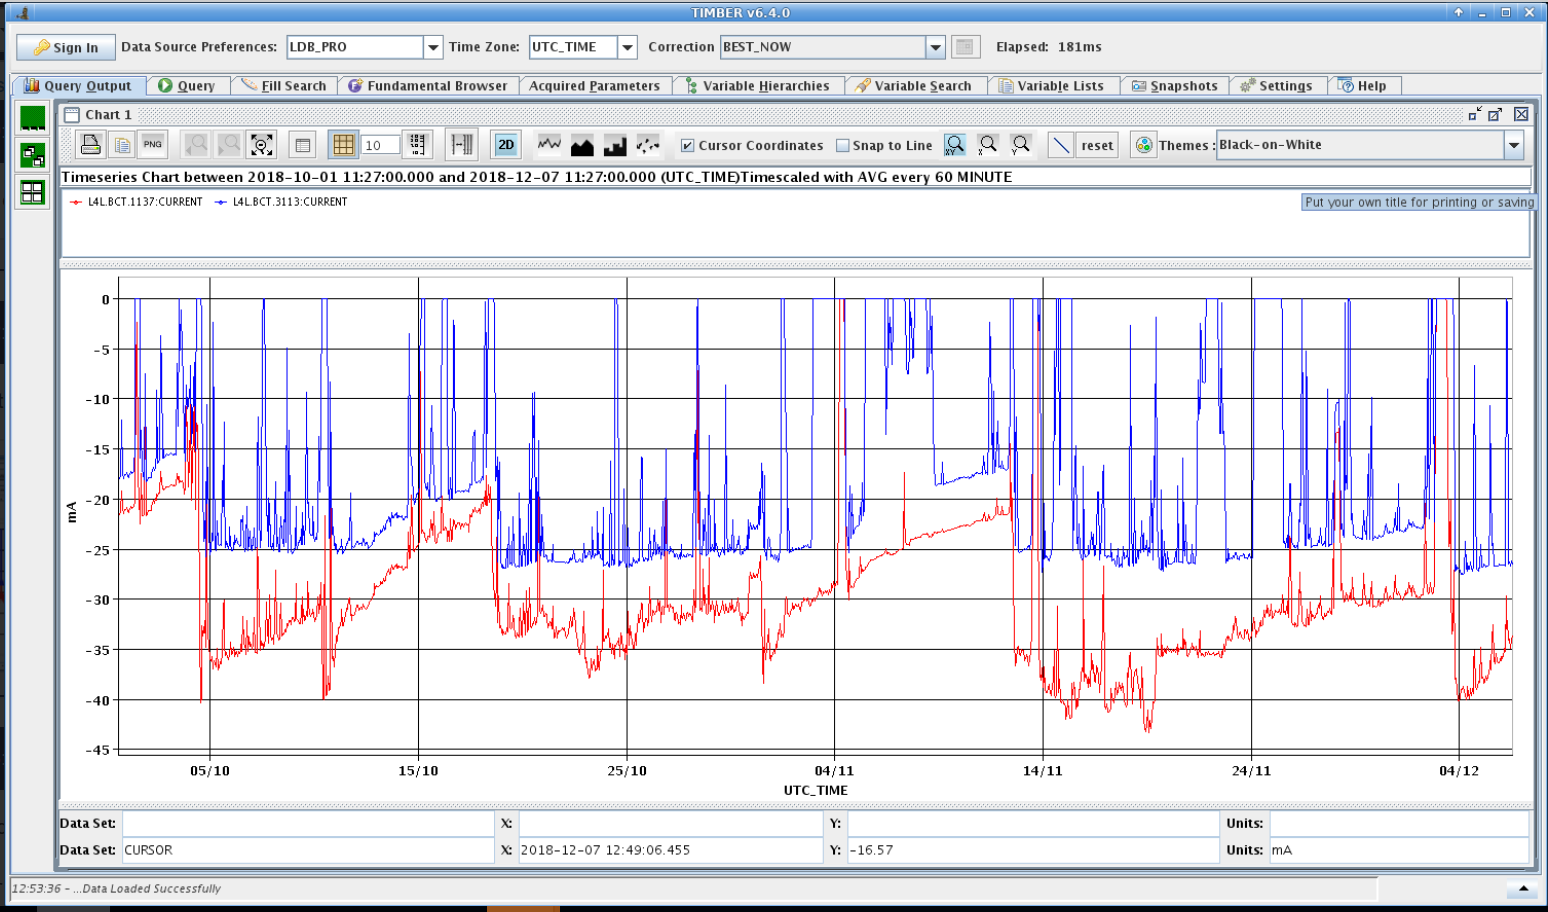 TIMBER v6.4.0
Sign In Data Source Preferences: LDB_PRO Time Zone: UTC_TIME Correction BEST_NOW Elapsed: 181ms
Query Output Query Fill Search Fundamental Browser Acquired Parameters Variable Hierarchies Variable Search Variable Lists Snapshots Settings Help
Chart 1
PNG 10 2D Cursor Coordinates Snap to Line XY X Y reset Themes : Black-on-White
Timeseries Chart between 2018-10-01 11:27:00.000 and 2018-12-07 11:27:00.000 (UTC_TIME)Timescaled with AVG every 60 MINUTE
L4L.BCT.1137:CURRENT L4L.BCT.3113:CURRENT Put your own title for printing or saving
0
-5
-10
-15
-20
mA
-25
-30
-35
-40
-45
05/10 15/10 25/10 04/11 14/11 24/11 04/12
UTC_TIME
Data Set: X: Y: Units:
Data Set: CURSOR X: 2018-12-07 12:49:06.455 Y: -16.57 Units: mA
12:53:36 - ...Data Loaded Successfully